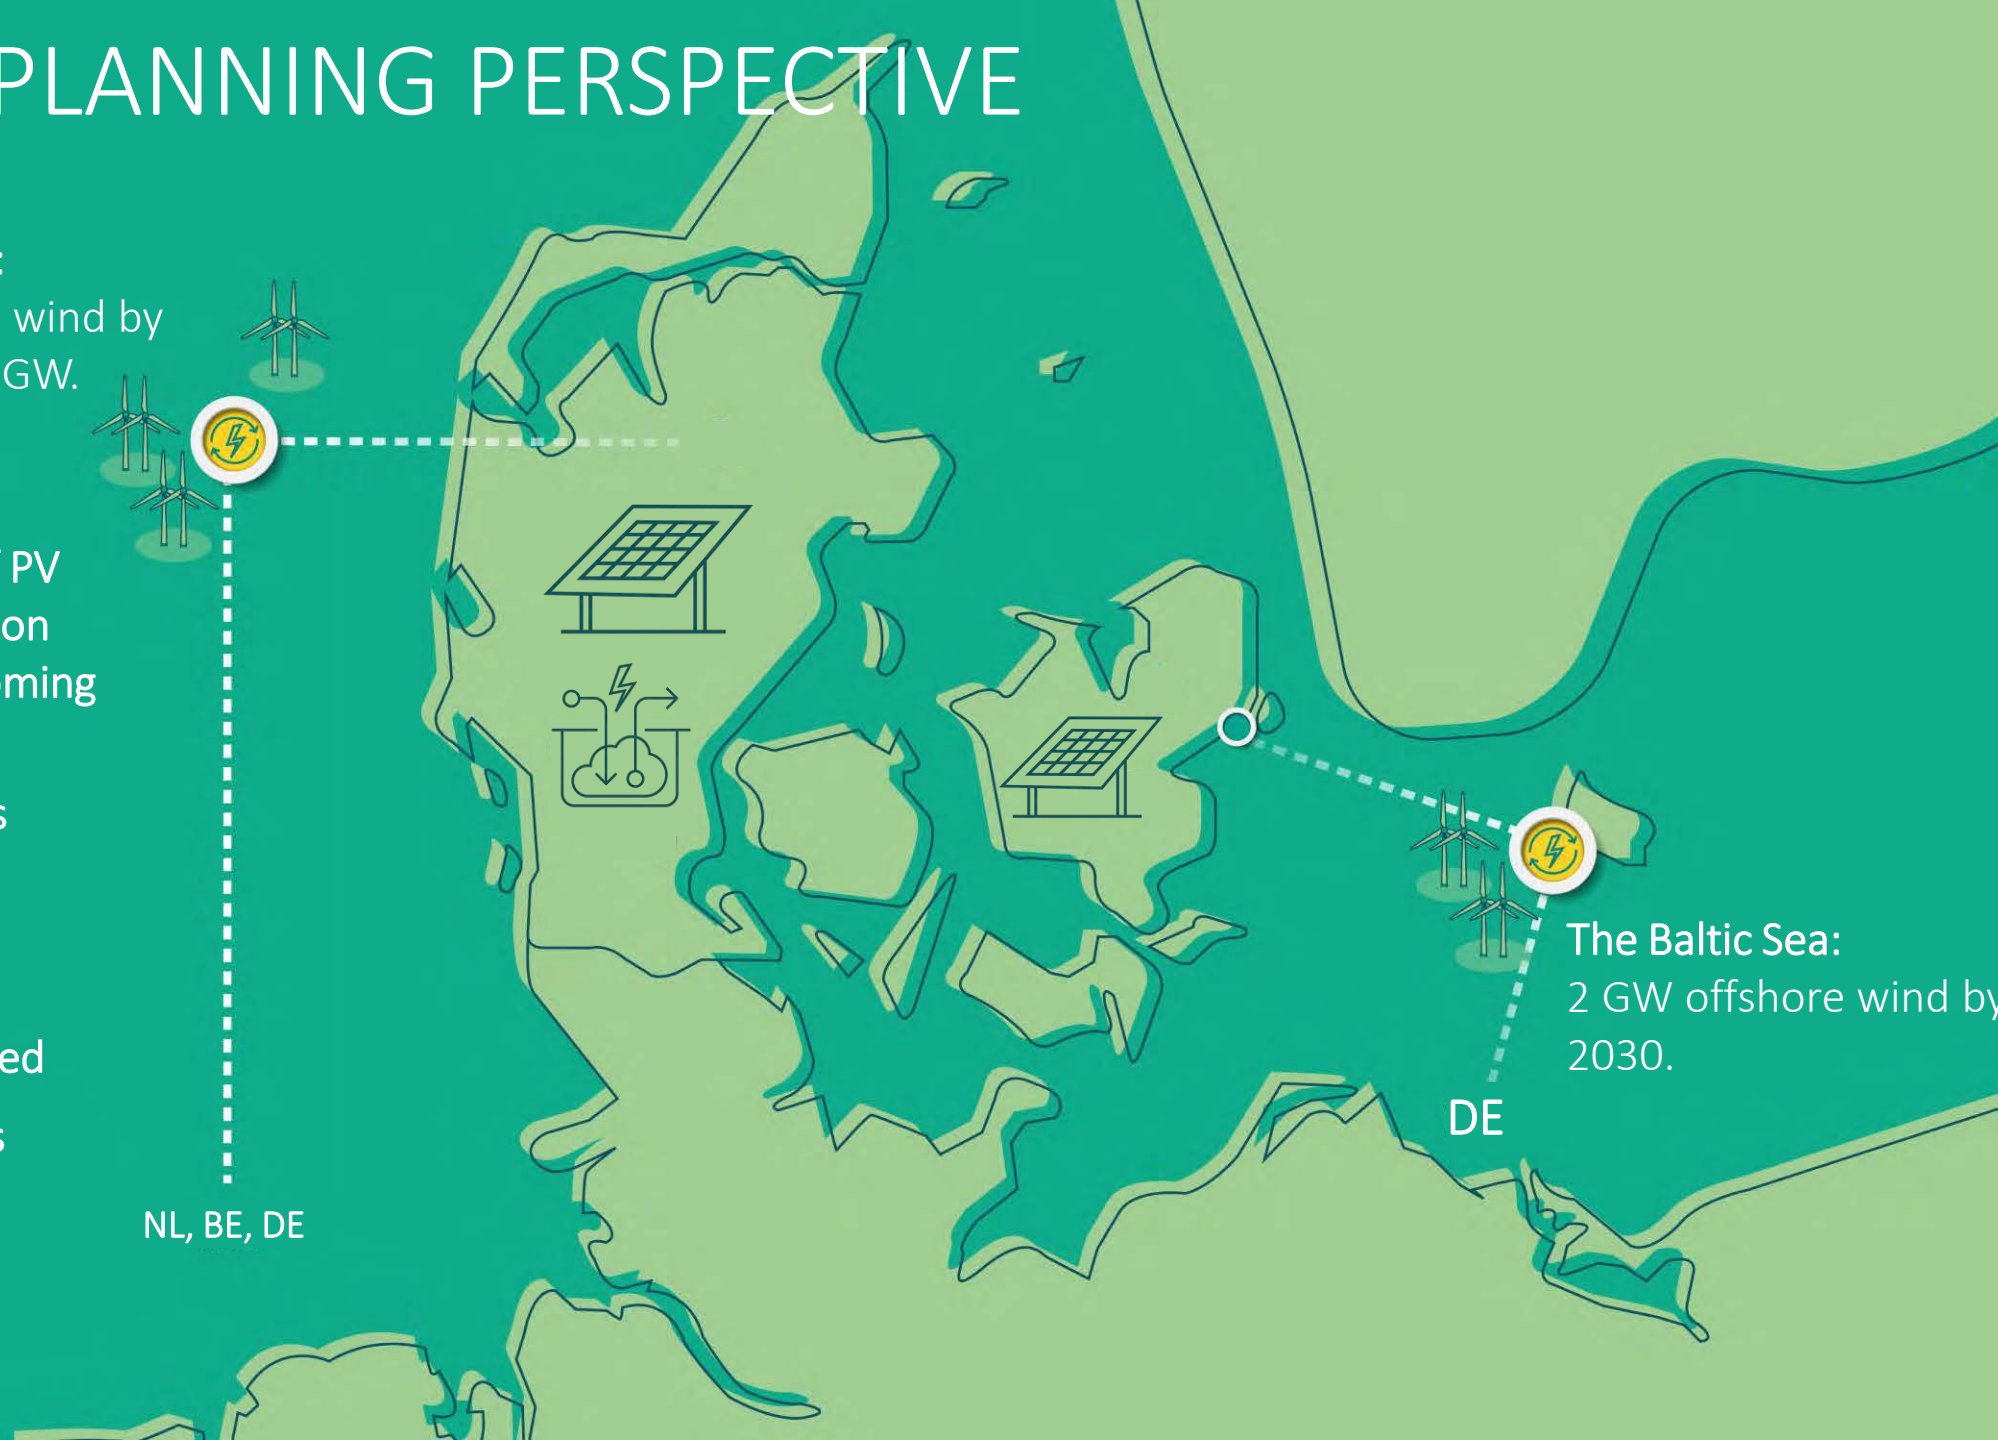 PLANNING PERSPECTIVE
:
wind by
GW.
PV
on
oming
s
ed
s
NL, BE, DE
The Baltic Sea:
2 GW offshore wind by
2030.
DE